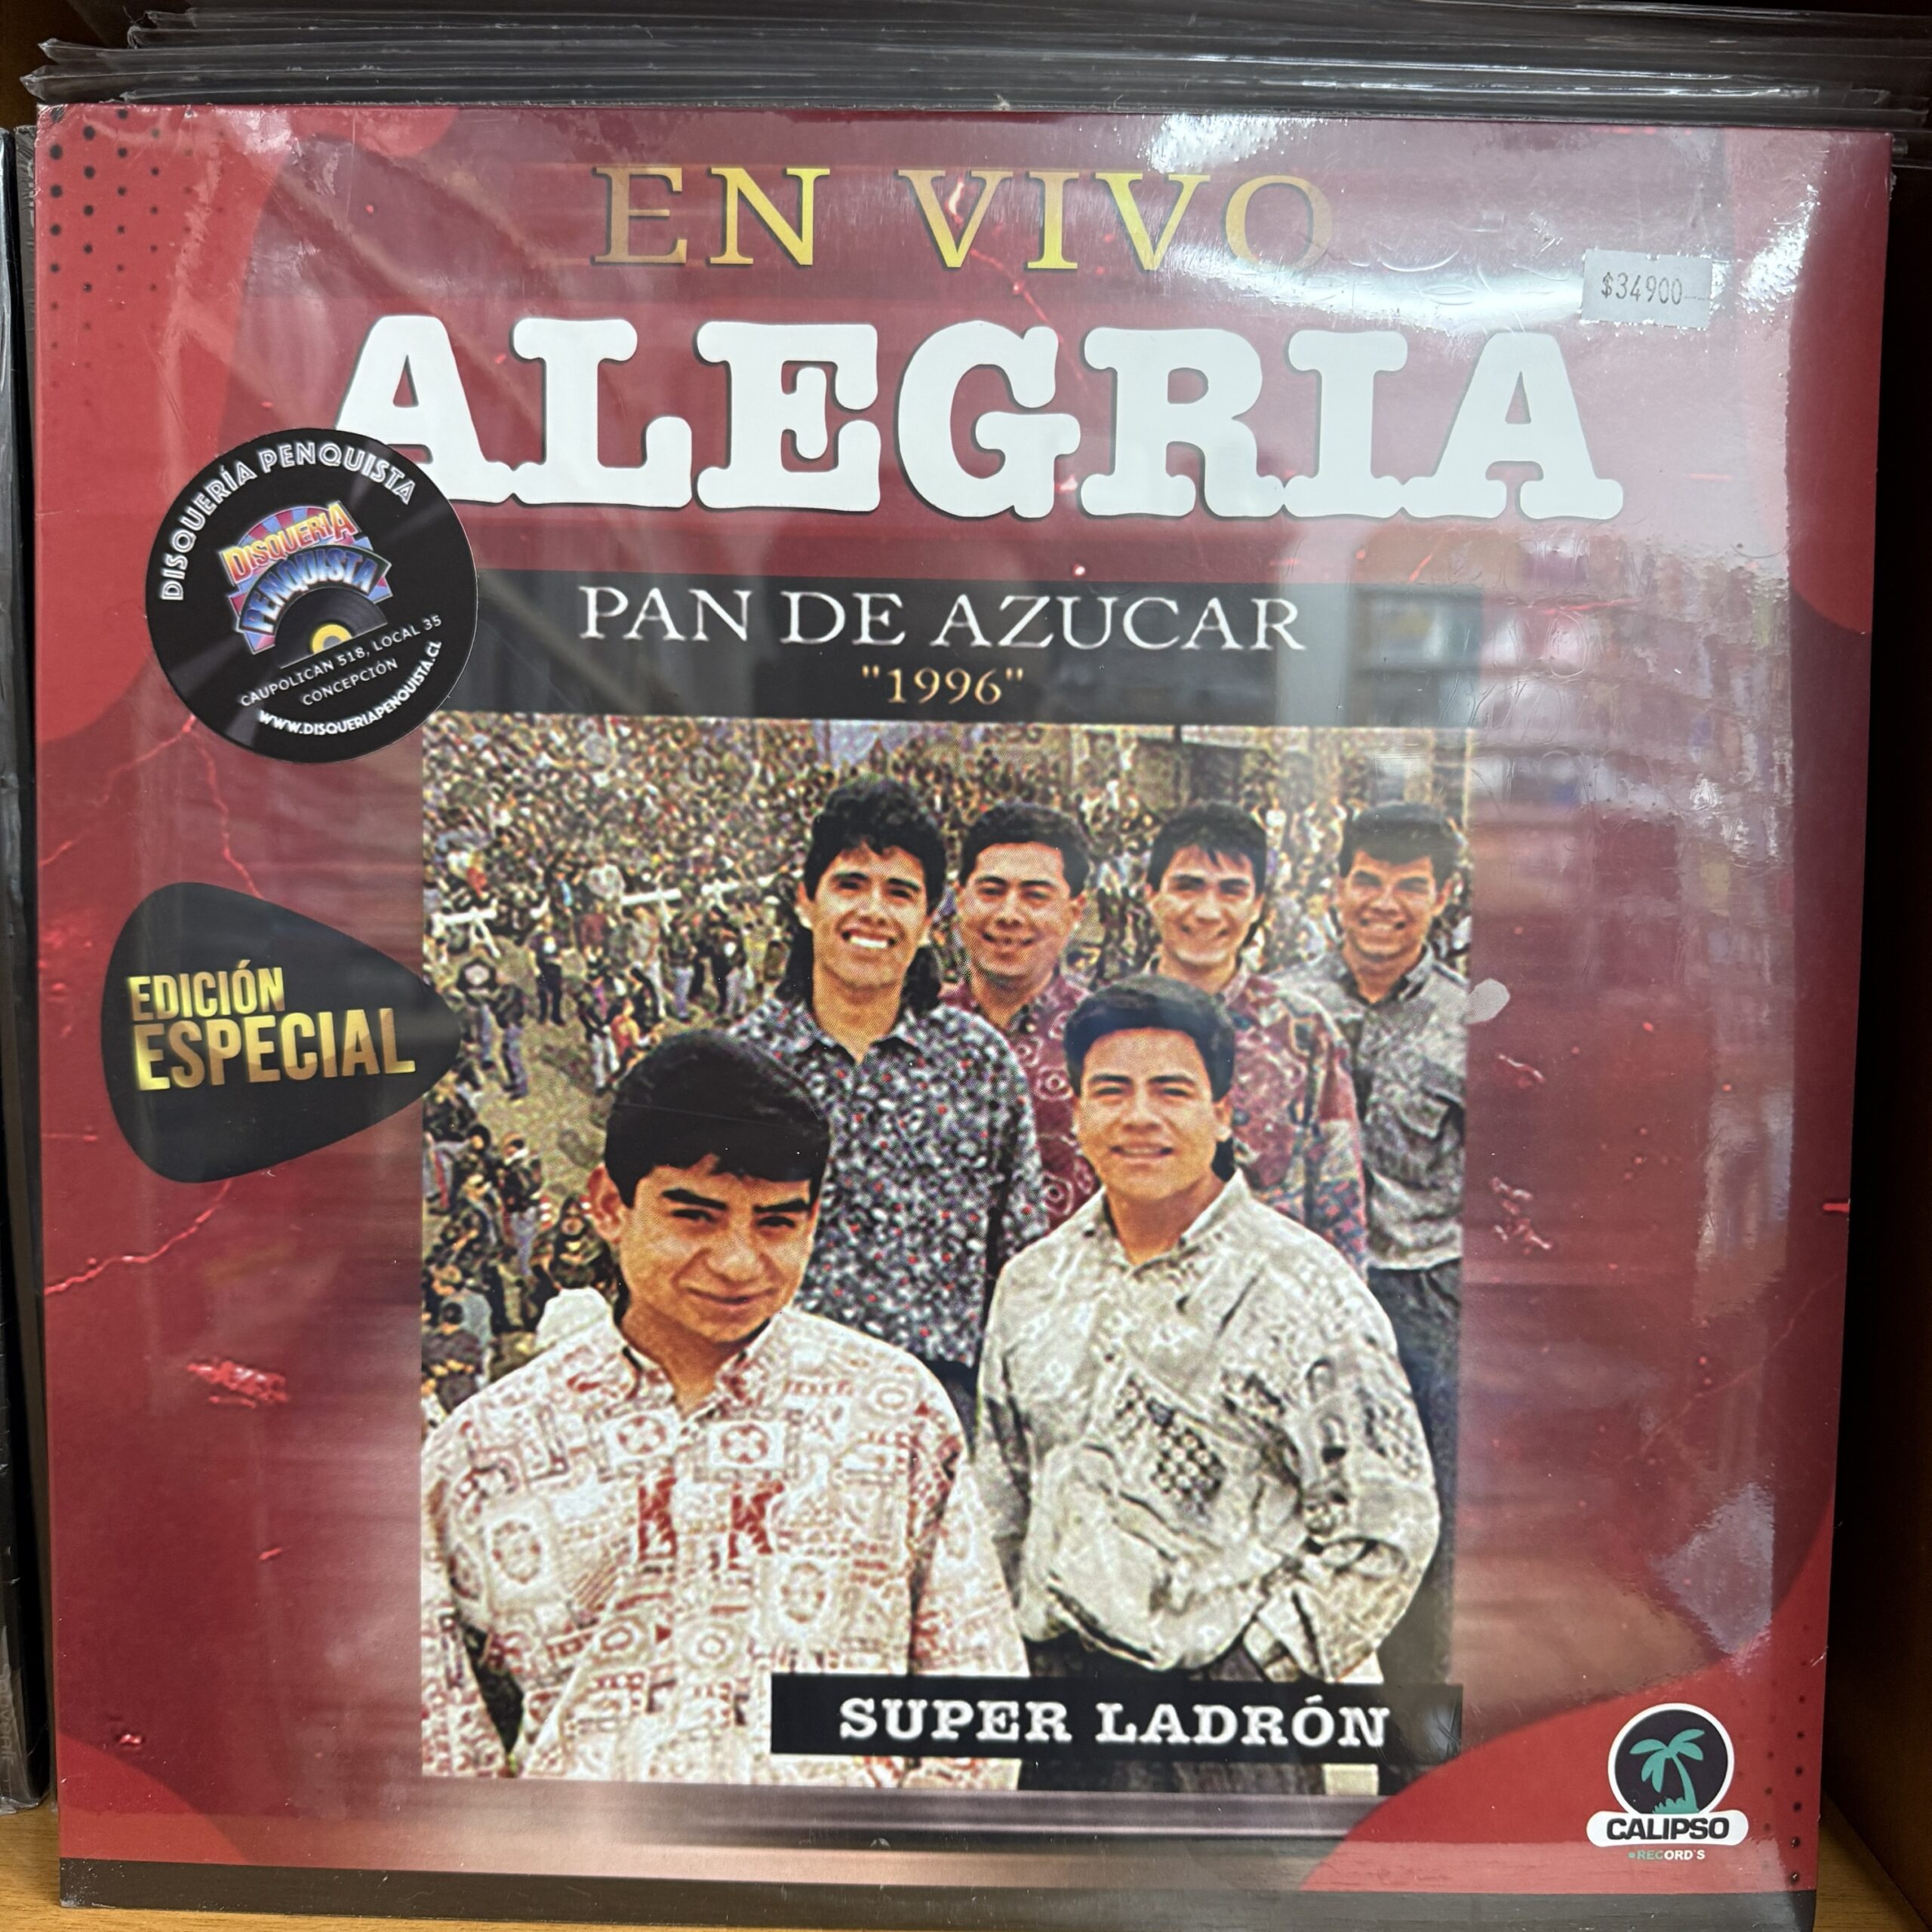 EN VIVO
$34900
ALEGRIA
DISQUERÍA PENQUISTA
DISQUERIA
PENQUISTA
CAUPOLICAN 518, LOCAL 35
CONCEPCIÓN
WWW.DISQUERIAPENQUISTA.CL
PAN DE AZUCAR
"1996"
EDICIÓN
ESPECIAL
SUPER LADRÓN
CALIPSO
RECORD'S